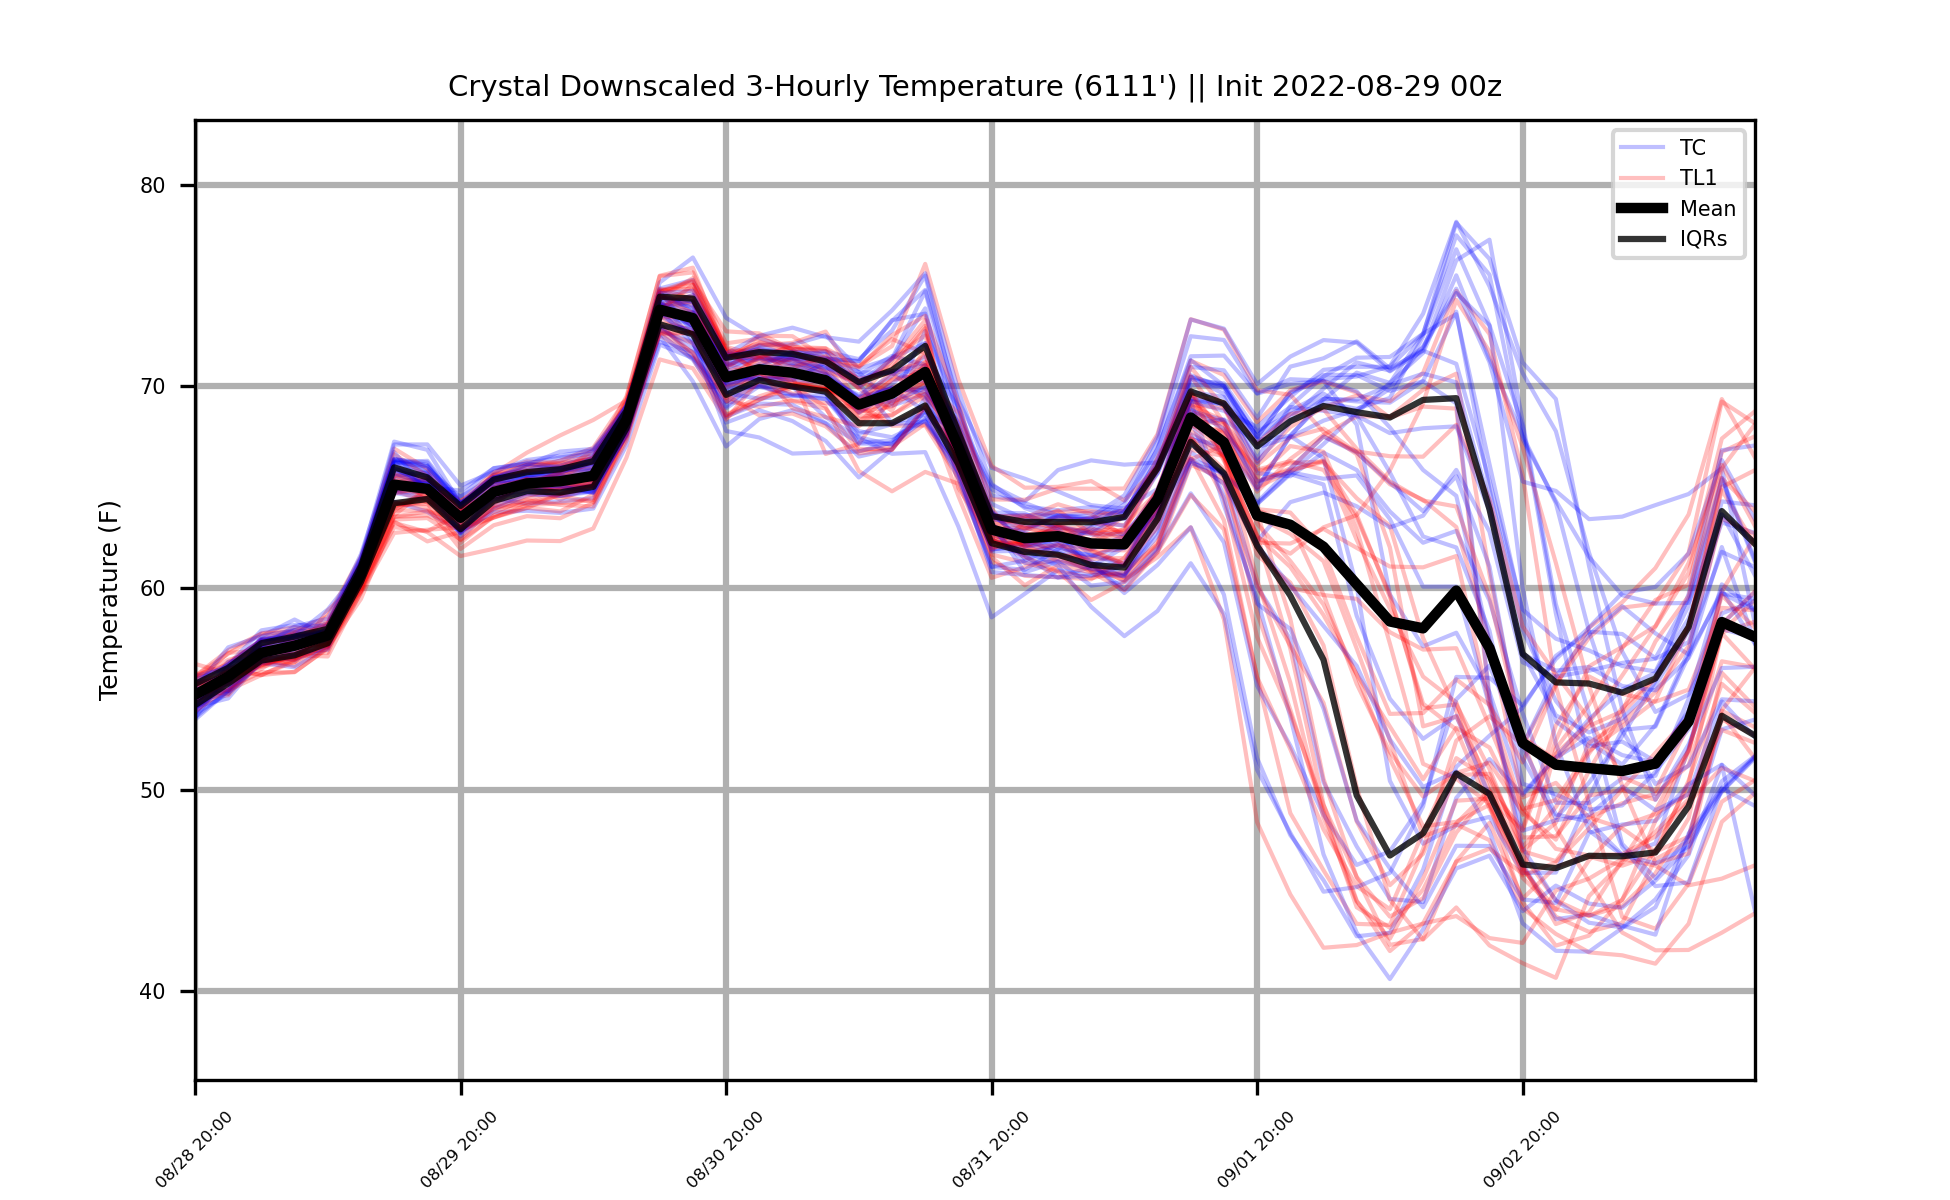 Crystal Downscaled 3-Hourly Temperature (6111') || Init 2022-08-29 00z
TC
TL1
Mean
IQRs
Temperature (F)
80
70
60
50
40
08/28 20:00
08/29 20:00
08/30 20:00
08/31 20:00
09/01 20:00
09/02 20:00